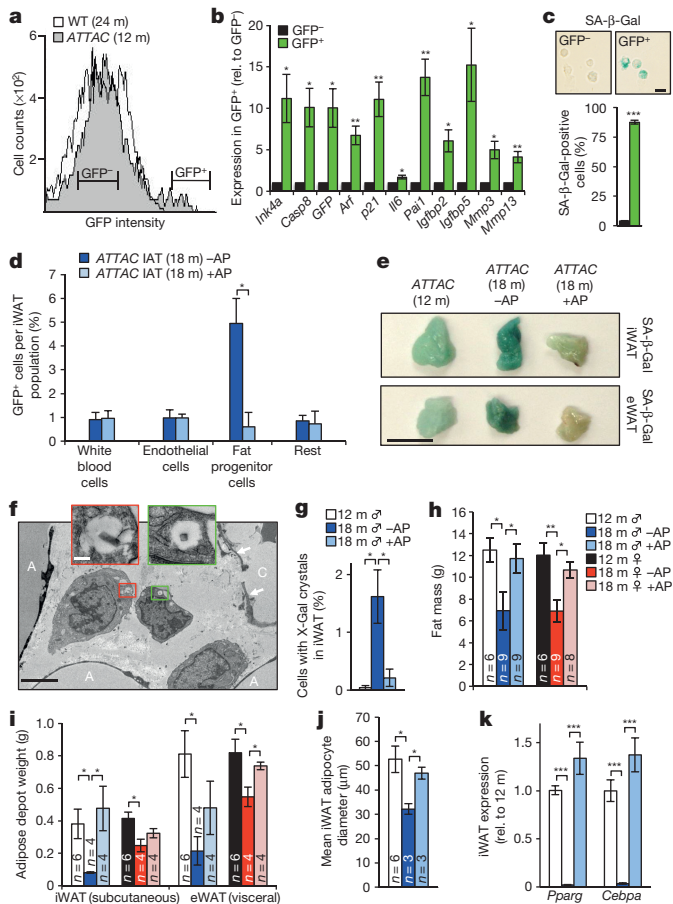 a
WT (24 m)
ATTAC (12 m)
Cell counts (×10²)
6
4
2
GFP⁻
GFP⁺
GFP intensity
b
GFP⁻
GFP⁺
Expression in GFP⁺ (rel. to GFP⁻)
20
15
10
5
0
* * * ** ** * ** * * * **
Ink4a Casp8 GFP Arf p21 Il6 Pai1 Igfbp2 Igfbp5 Mmp3 Mmp13
c
SA-β-Gal
GFP⁻ GFP⁺
SA-β-Gal-positive
cells (%)
100
75
50
25
0
***
d
ATTAC IAT (18 m) –AP
ATTAC IAT (18 m) +AP
GFP⁺ cells per iWAT
population (%)
7
6
5
4
3
2
1
0
*
White
blood
cells
Endothelial
cells
Fat
progenitor
cells
Rest
e
ATTAC
(12 m)
ATTAC
(18 m)
–AP
ATTAC
(18 m)
+AP
SA-β-Gal
iWAT
SA-β-Gal
eWAT
f
A
C
A
A
g
12 m ♂
18 m ♂ –AP
18 m ♂ +AP
Cells with X-Gal crystals
in iWAT (%)
2
1
0
* *
h
12 m ♂
18 m ♂ –AP
18 m ♂ +AP
12 m ♀
18 m ♀ –AP
18 m ♀ +AP
Fat mass (g)
16
14
12
10
8
6
4
2
0
* * ** *
n = 6 n = 9 n = 9 n = 6 n = 9 n = 8
i
Adipose depot weight (g)
1.0
0.8
0.6
0.4
0.2
0
* * * * * *
n = 6 n = 4 n = 4 n = 6 n = 4 n = 4 n = 6 n = 4 n = 4 n = 6 n = 4 n = 4
iWAT (subcutaneous) eWAT (visceral)
j
Mean iWAT adipocyte
diameter (μm)
70
60
50
40
30
20
10
0
* *
n = 6 n = 3 n = 3
k
iWAT expression
(rel. to 12 m)
2.0
1.0
0
*** *** *** ***
Pparg Cebpa